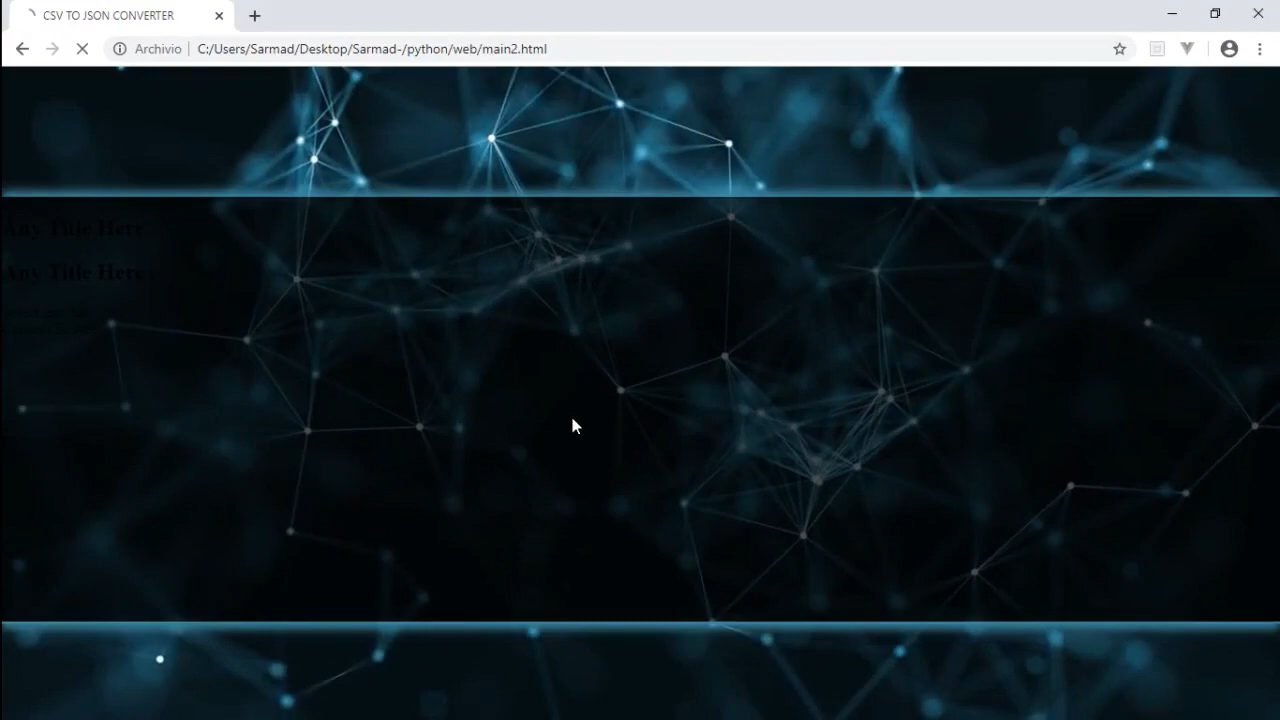 CSV TO JSON CONVERTER
Archivio
C:/Users/Sarmad/Desktop/Sarmad-/python/web/main2.html
Any Title Here
Any Title Here